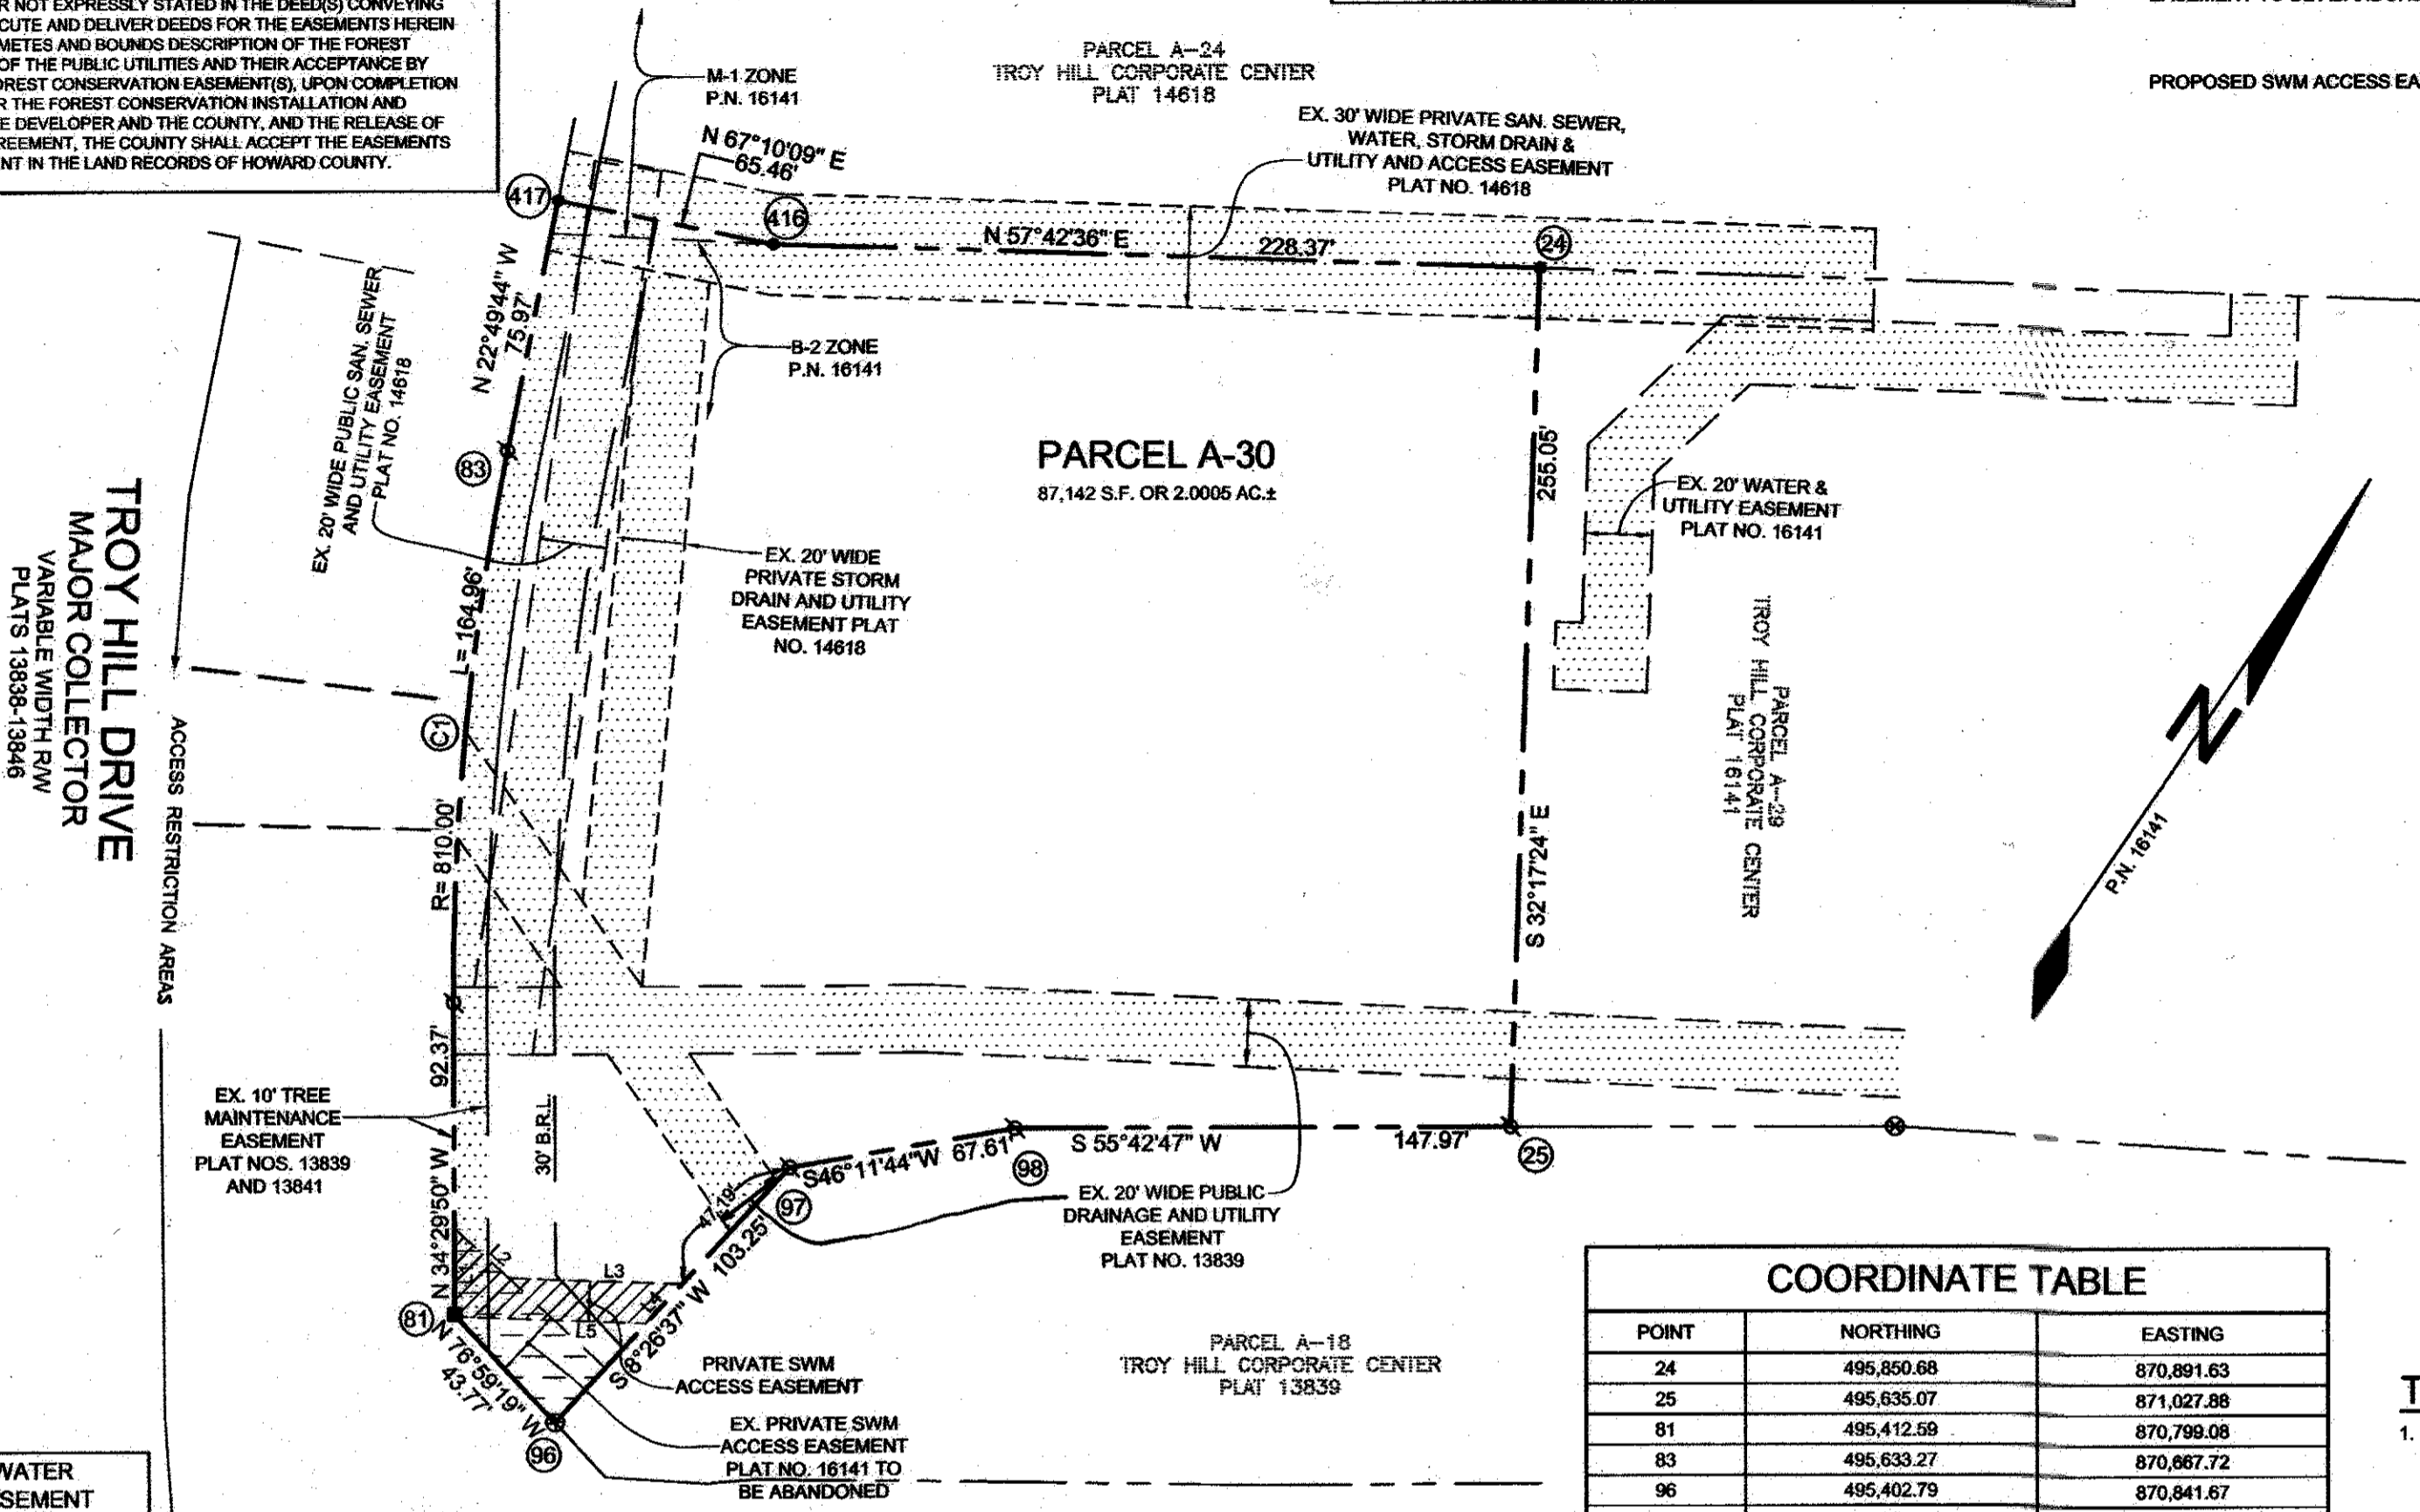 R NOT EXPRESSLY STATED IN THE DEED(S) CONVEYING
CUTE AND DELIVER DEEDS FOR THE EASEMENTS HEREIN
METES AND BOUNDS DESCRIPTION OF THE FOREST
OF THE PUBLIC UTILITIES AND THEIR ACCEPTANCE BY
OREST CONSERVATION EASEMENT(S), UPON COMPLETION
R THE FOREST CONSERVATION INSTALLATION AND
E DEVELOPER AND THE COUNTY, AND THE RELEASE OF
REEMENT, THE COUNTY SHALL ACCEPT THE EASEMENTS
NT IN THE LAND RECORDS OF HOWARD COUNTY.
M-1 ZONE
P.N. 16141
PARCEL A-24
TROY HILL CORPORATE CENTER
PLAT 14618
PROPOSED SWM ACCESS EA
EX. 30' WIDE PRIVATE SAN. SEWER,
WATER, STORM DRAIN &
UTILITY AND ACCESS EASEMENT
PLAT NO. 14618
N 67°10'09" E
65.46'
417
416
N 57°42'36" E
228.37'
24
N 22°49'44" W
75.97'
EX. 20' WIDE PUBLIC SAN. SEWER
AND UTILITY EASEMENT
PLAT NO. 14618
B-2 ZONE
P.N. 16141
83
PARCEL A-30
87,142 S.F. OR 2.0005 AC.±
255.05'
S 32°17'24" E
EX. 20' WATER &
UTILITY EASEMENT
PLAT NO. 16141
TROY HILL DRIVE
MAJOR COLLECTOR
VARIABLE WIDTH R/W
PLATS 13838-13846
L= 164.96'
EX. 20' WIDE
PRIVATE STORM
DRAIN AND UTILITY
EASEMENT PLAT
NO. 14618
PARCEL A-29
TROY HILL CORPORATE CENTER
PLAT 16141
N
P.N. 16141
C1
R= 810.00'
ACCESS RESTRICTION AREAS
92.37'
N 34°29'50" W
EX. 10' TREE
MAINTENANCE
EASEMENT
PLAT NOS. 13839
AND 13841
30' B.R.L.
S46°11'44"W 67.61'
98
S 55°42'47" W
147.97'
25
97
47.19'
103.25'
S 8°26'37" W
EX. 20' WIDE PUBLIC
DRAINAGE AND UTILITY
EASEMENT
PLAT NO. 13839
L2
L3
L4
L5
81
N 76°59'19" W
43.77'
96
PRIVATE SWM
ACCESS EASEMENT
EX. PRIVATE SWM
ACCESS EASEMENT
PLAT NO. 16141 TO
BE ABANDONED
PARCEL A-18
TROY HILL CORPORATE CENTER
PLAT 13839
COORDINATE TABLE
POINT NORTHING EASTING
24 495,850.68 870,891.63
25 495,635.07 871,027.88
81 495,412.59 870,799.08
83 495,633.27 870,667.72
96 495,402.79 870,841.67
T
1.
WATER
SEMENT